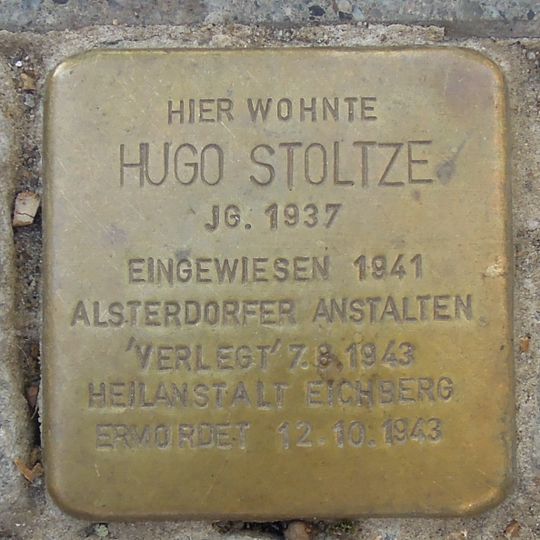 HIER WOHNTE
HUGO STOLTZE
JG. 1937
EINGEWIESEN 1941
ALSTERDORFER ANSTALTEN
'VERLEGT' 7.8.1943
HEILANSTALT EICHBERG
ERMORDET 12.10.1943